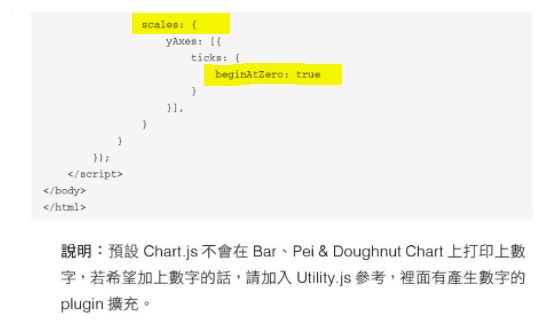 scales: {
yAxes: [{
ticks: {
beginAtZero: true
}
}],
}
}
});
</script>
</body>
</html>
說明：預設 Chart.js 不會在 Bar、Pei & Doughnut Chart 上打印上數
字，若希望加上數字的話，請加入 Utility.js 參考，裡面有產生數字的
plugin 擴充。